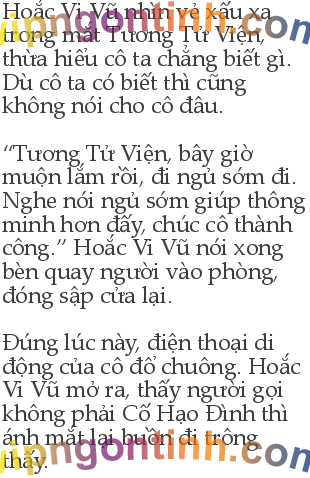 Hoắc Vi Vũ nhìn vẻ xấu xa
trong mắt Tương Tử Viện,
thừa hiểu cô ta chẳng biết gì.
Dù cô ta có biết thì cũng
không nói cho cô đâu.
“Tương Tử Viện, bây giờ
muộn lắm rồi, đi ngủ sớm đi.
Nghe nói ngủ sớm giúp thông
minh hơn đấy, chúc cô thành
công.” Hoắc Vi Vũ nói xong
bèn quay người vào phòng,
đóng sập cửa lại.
Đúng lúc này, điện thoại di
động của cô đổ chuông. Hoắc
Vi Vũ mở ra, thấy người gọi
không phải Cố Hạo Đình thì
ánh mắt lại buồn đi trông
thấy.
vipngontinh.com
vipngontinh.com